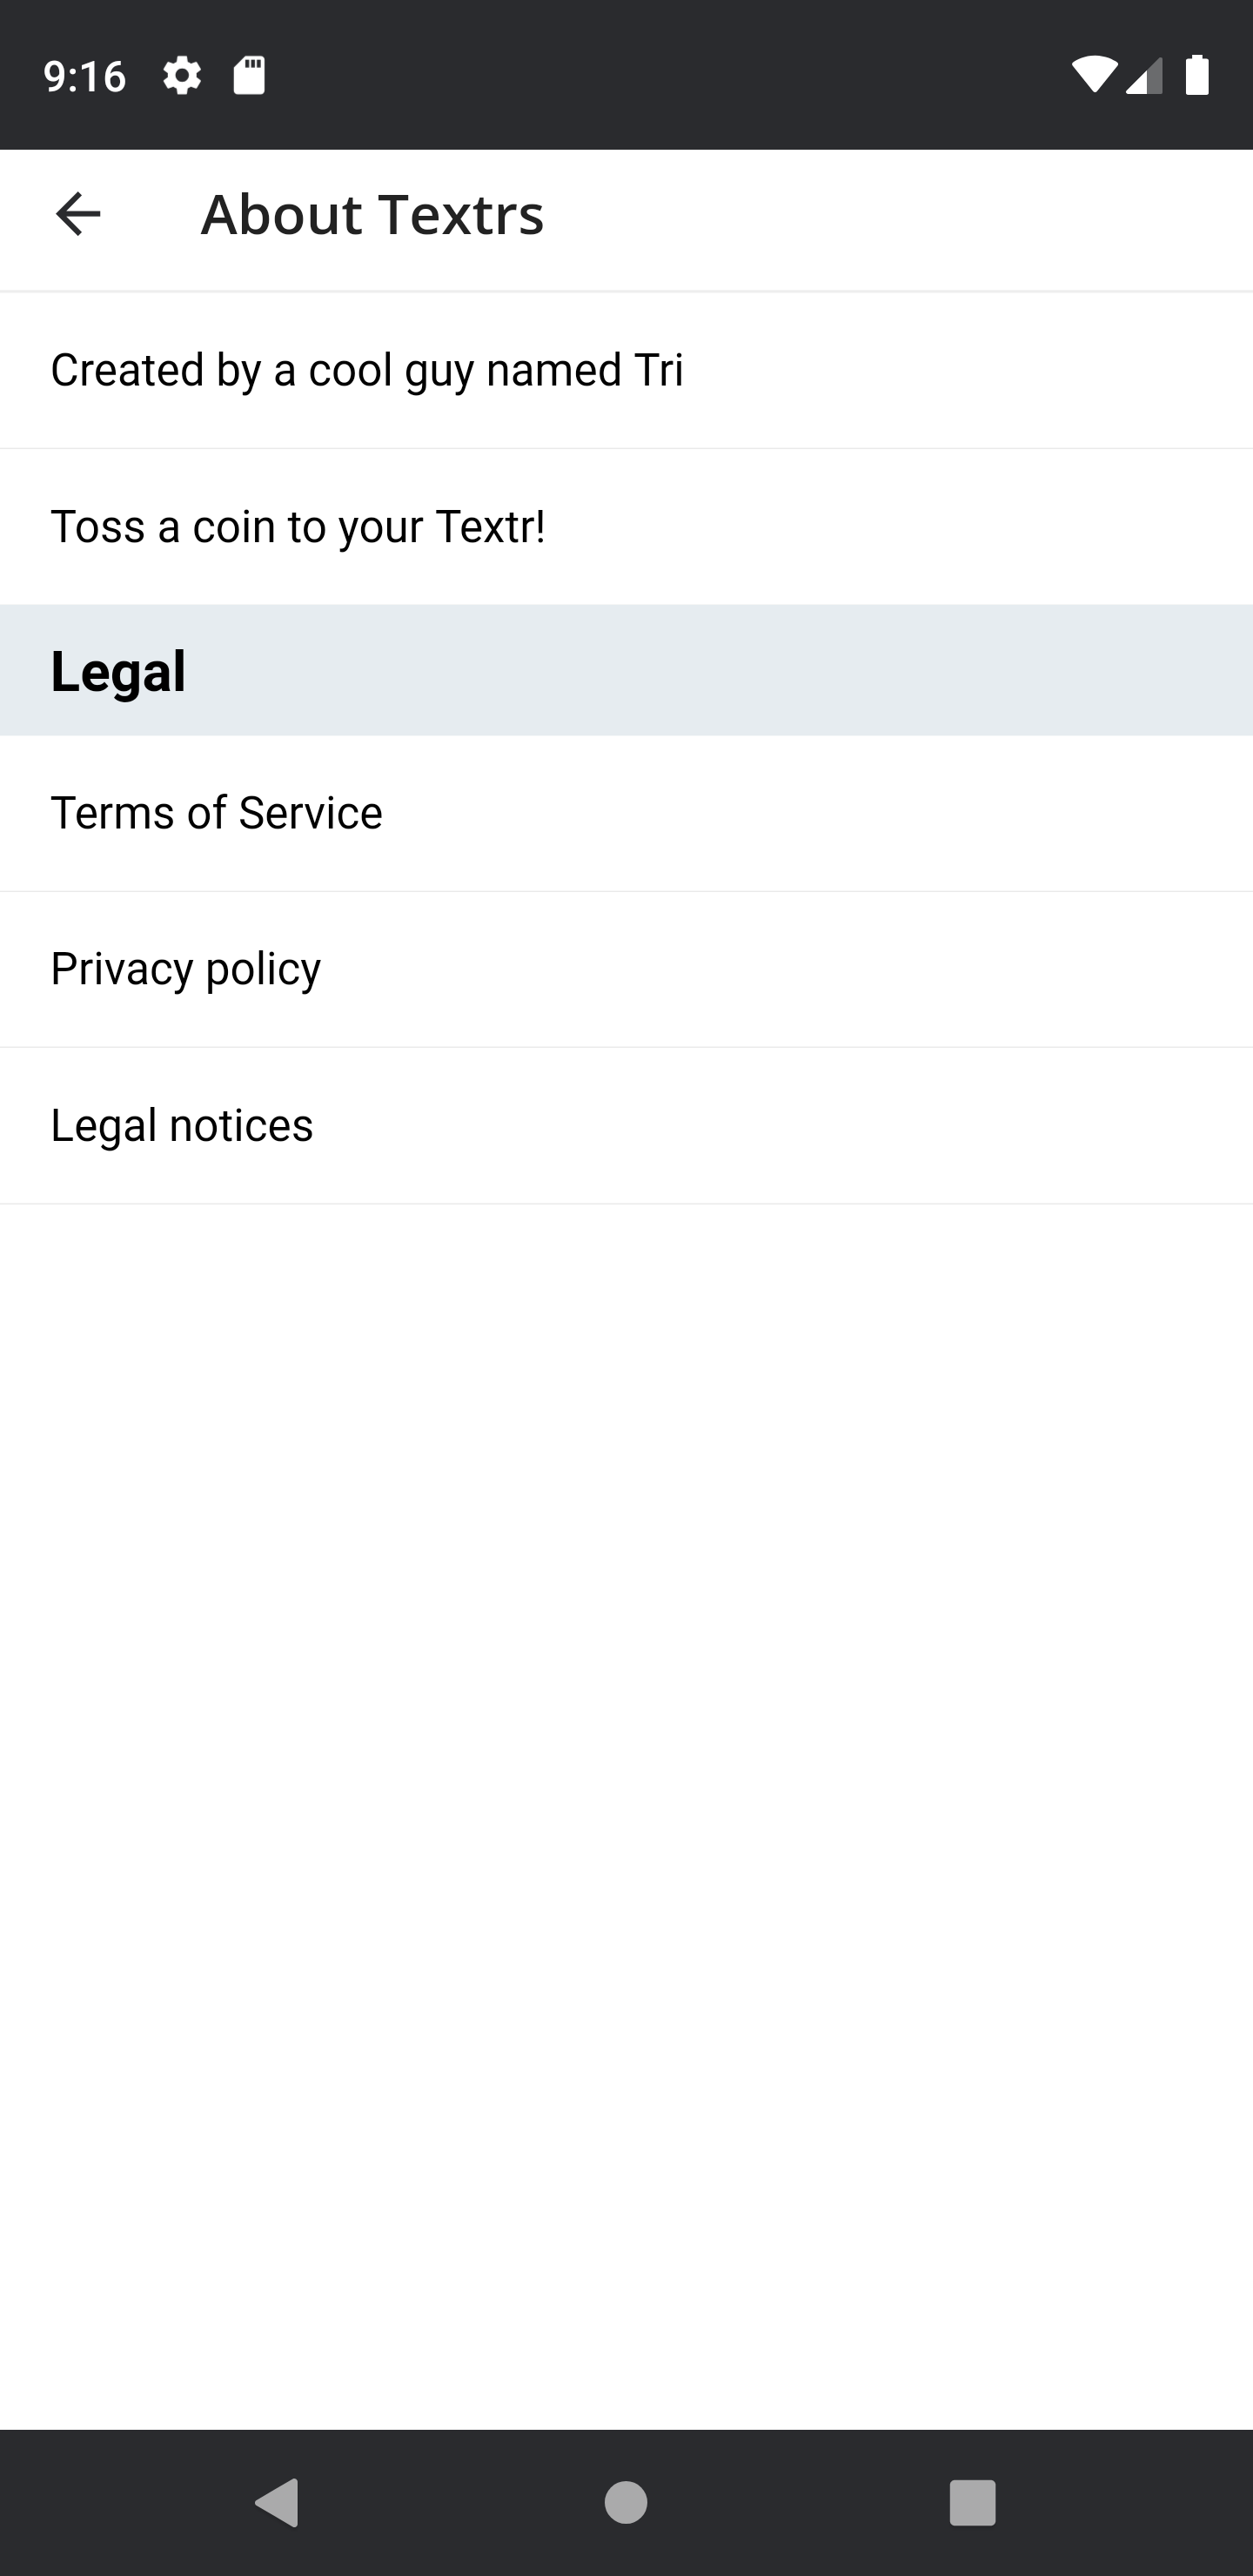 9:16
About Textrs
Created by a cool guy named Tri
Toss a coin to your Textr!
Legal
Terms of Service
Privacy policy
Legal notices